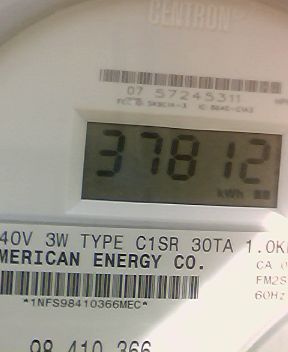 CENTRON
07 57245311
37812
kWh
40V 3W TYPE C1SR 30TA 1.0K
MERICAN ENERGY CO.
CA
FM2S
60Hz
*1NFS98410366MEC*
98 410 366